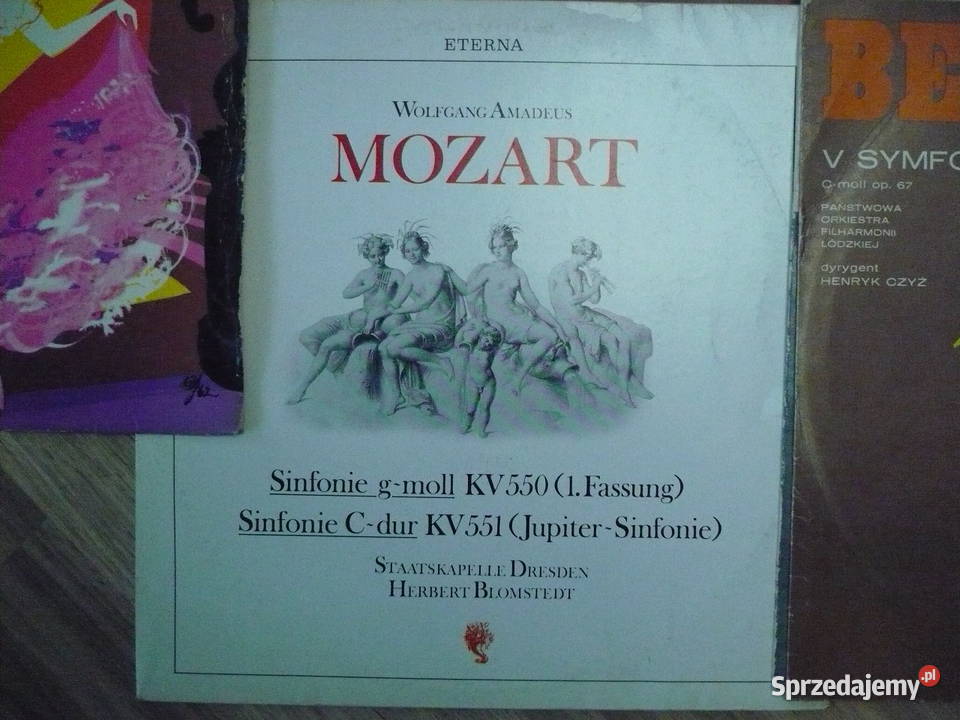 ETERNA
WOLFGANG AMADEUS
MOZART
Sinfonie g-moll KV 550 (1. Fassung)
Sinfonie C-dur KV 551 (Jupiter-Sinfonie)
STAATSKAPELLE DRESDEN
HERBERT BLOMSTEDT
BE
V SYMFO
C-moll op. 67
PAŃSTWOWA
ORKIESTRA
FILHARMONII
ŁÓDZKIEJ
dyrygent
HENRYK CZYŻ
Sprzedajemy.pl